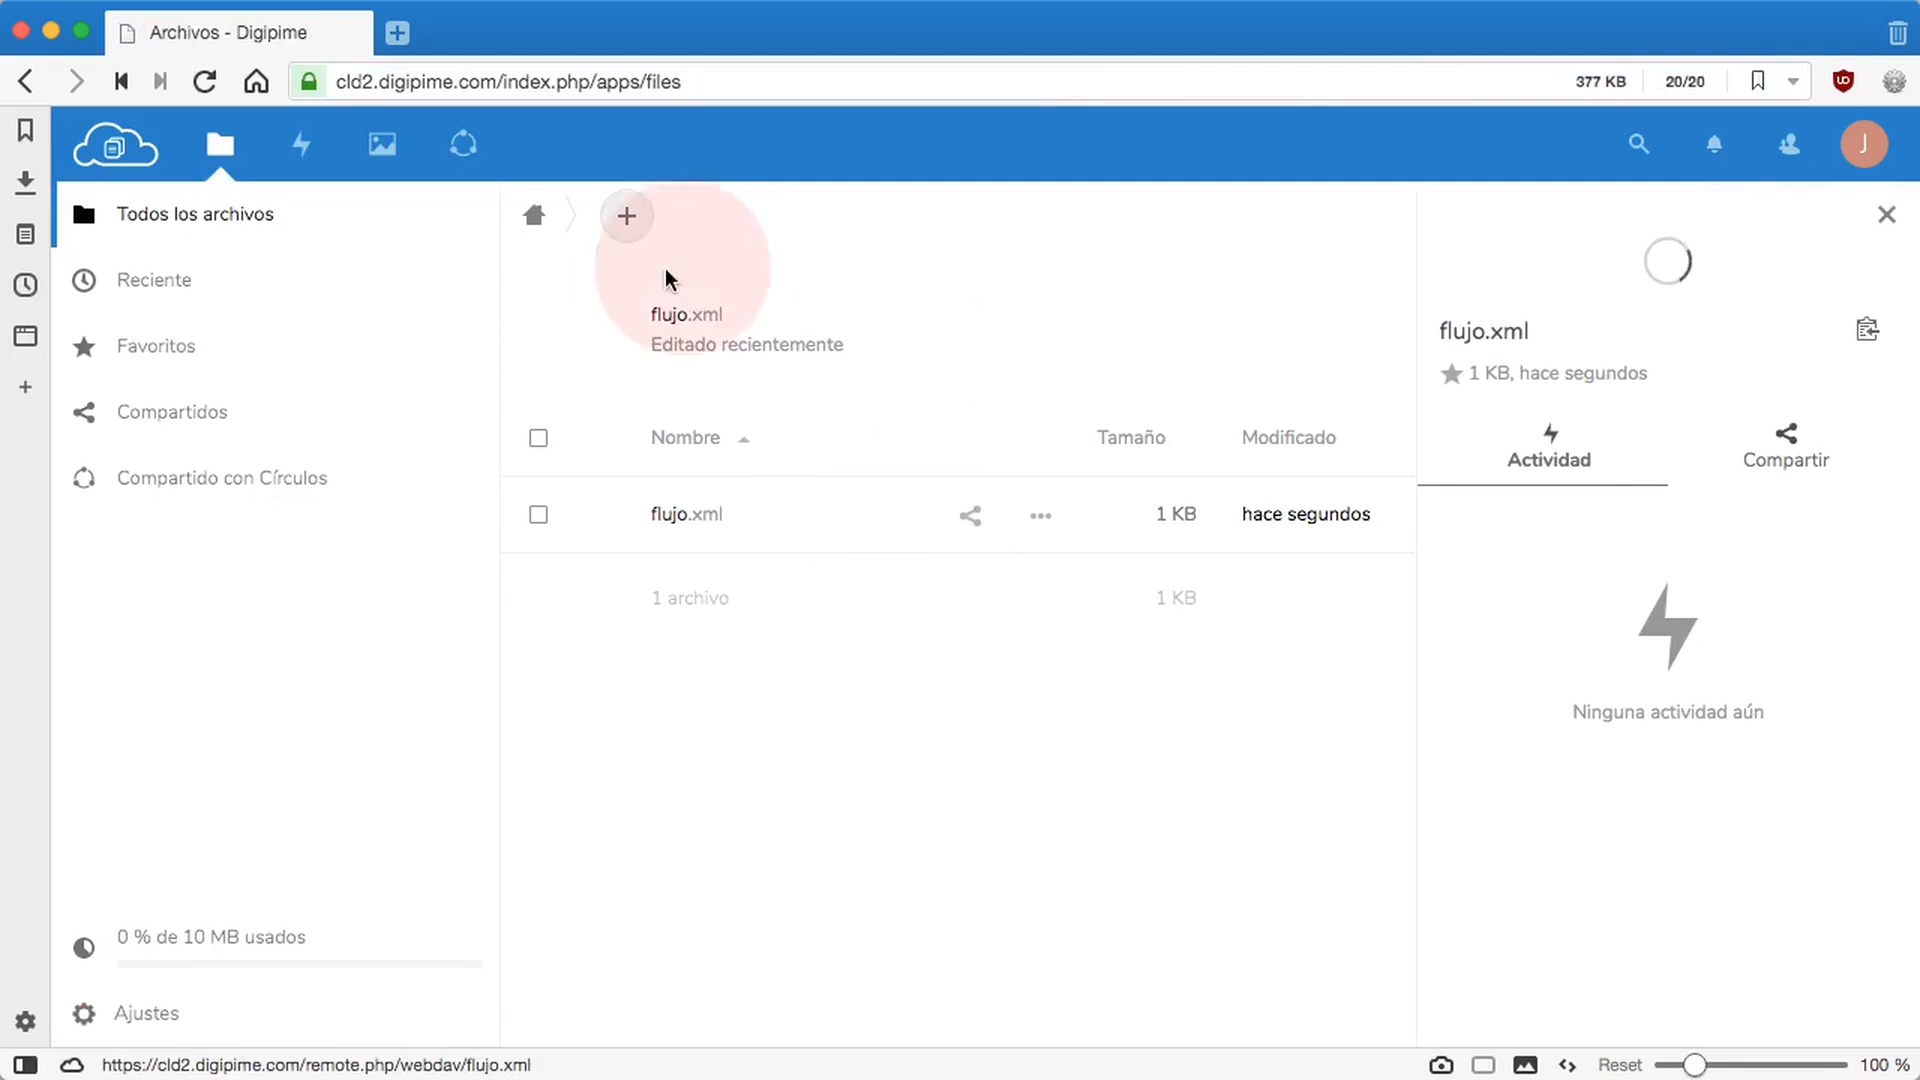 Archivos - Digipime
cld2.digipime.com/index.php/apps/files
377 KB
20/20
J
Todos los archivos
Reciente
Favoritos
Compartidos
Compartido con Círculos
0 % de 10 MB usados
Ajustes
flujo.xml
Editado recientemente
Nombre
Tamaño
Modificado
flujo.xml
1 KB
hace segundos
1 archivo
1 KB
flujo.xml
1 KB, hace segundos
Actividad
Compartir
Ninguna actividad aún
https://cld2.digipime.com/remote.php/webdav/flujo.xml
Reset
100 %